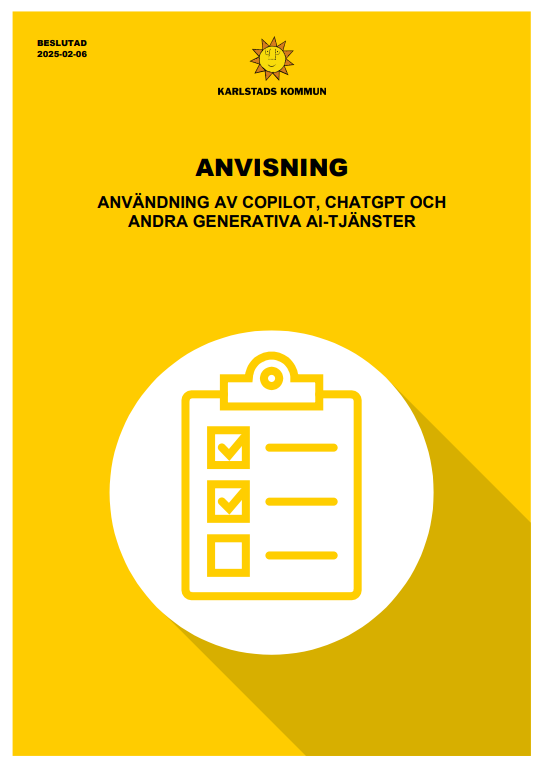 BESLUTAD
2025-02-06
KARLSTADS KOMMUN
ANVISNING
ANVÄNDNING AV COPILOT, CHATGPT OCH
ANDRA GENERATIVA AI-TJÄNSTER